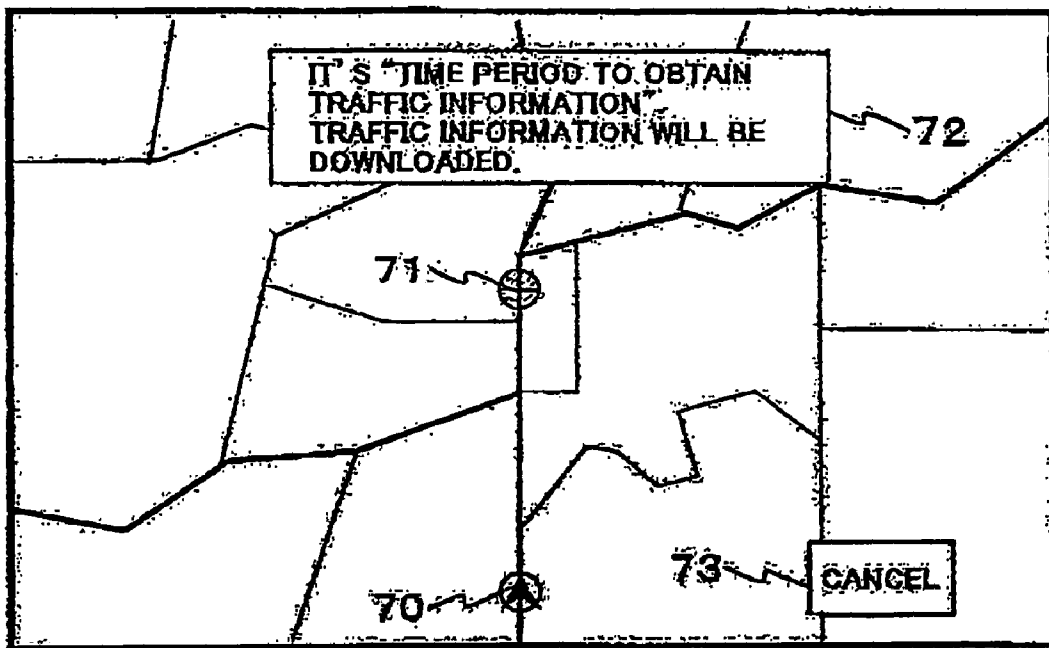 IT'S "TIME PERIOD TO OBTAIN
TRAFFIC INFORMATION"
TRAFFIC INFORMATION WILL BE
DOWNLOADED.
72
71
73
CANCEL
70